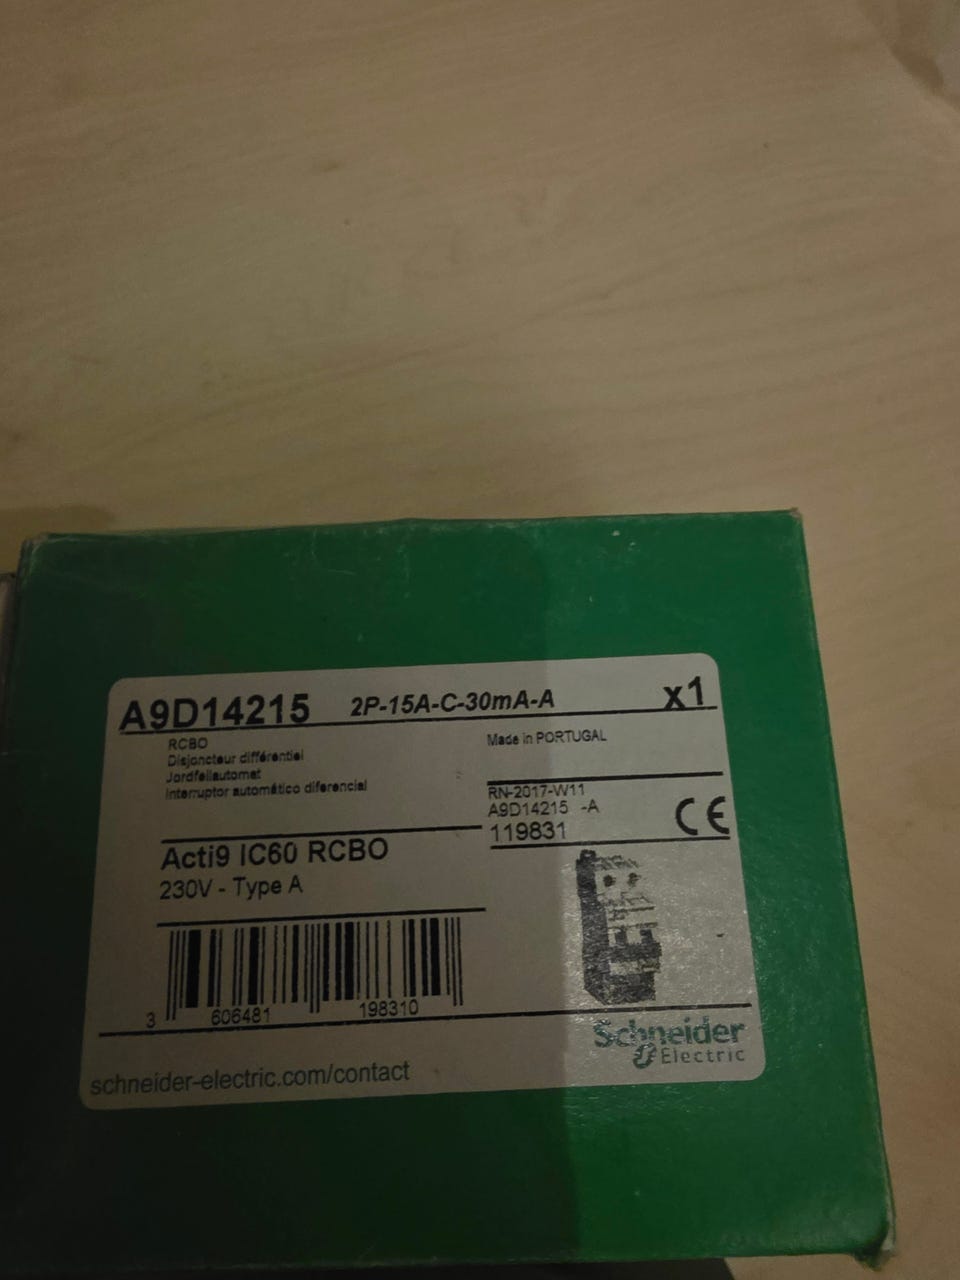 A9D14215 2P-15A-C-30mA-A x1
RCBO
Disjoncteur différentiel
Jordfeilautomat
Interruptor automático diferencial
Made in PORTUGAL
RN-2017-W11
A9D14215 -A
119831
CE
Acti9 IC60 RCBO
230V - Type A
3 606481 198310
Schneider
Electric
schneider-electric.com/contact